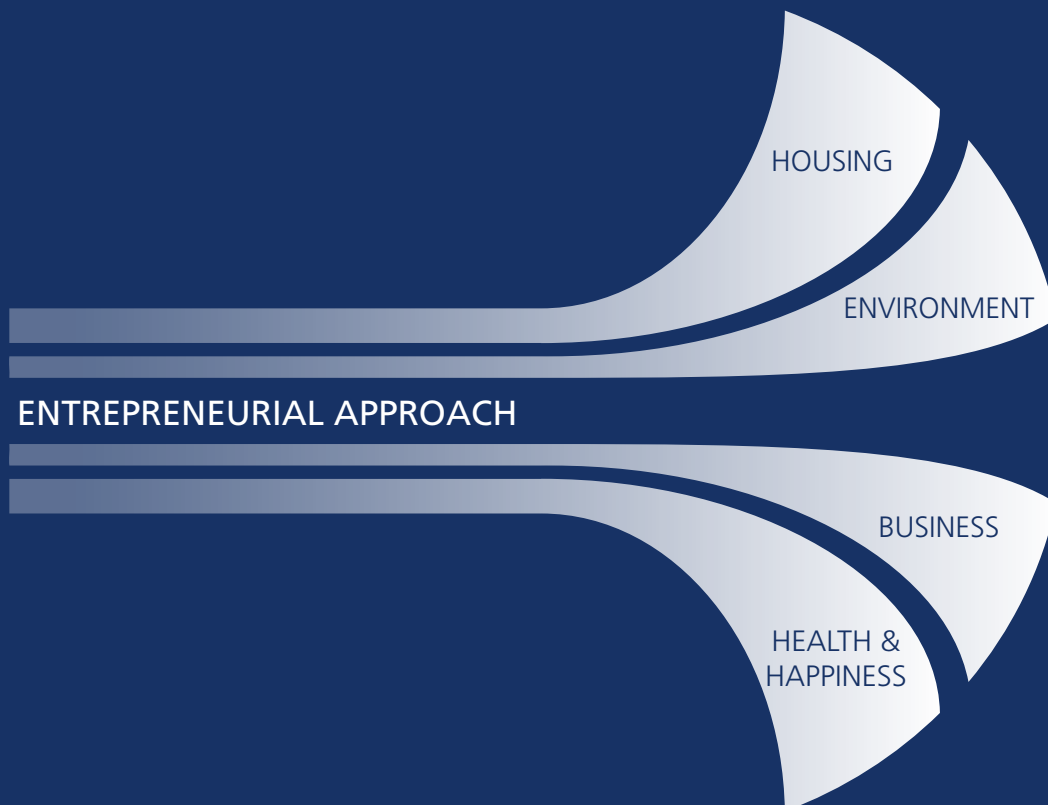 HOUSING
ENVIRONMENT
ENTREPRENEURIAL APPROACH
BUSINESS
HEALTH &
HAPPINESS